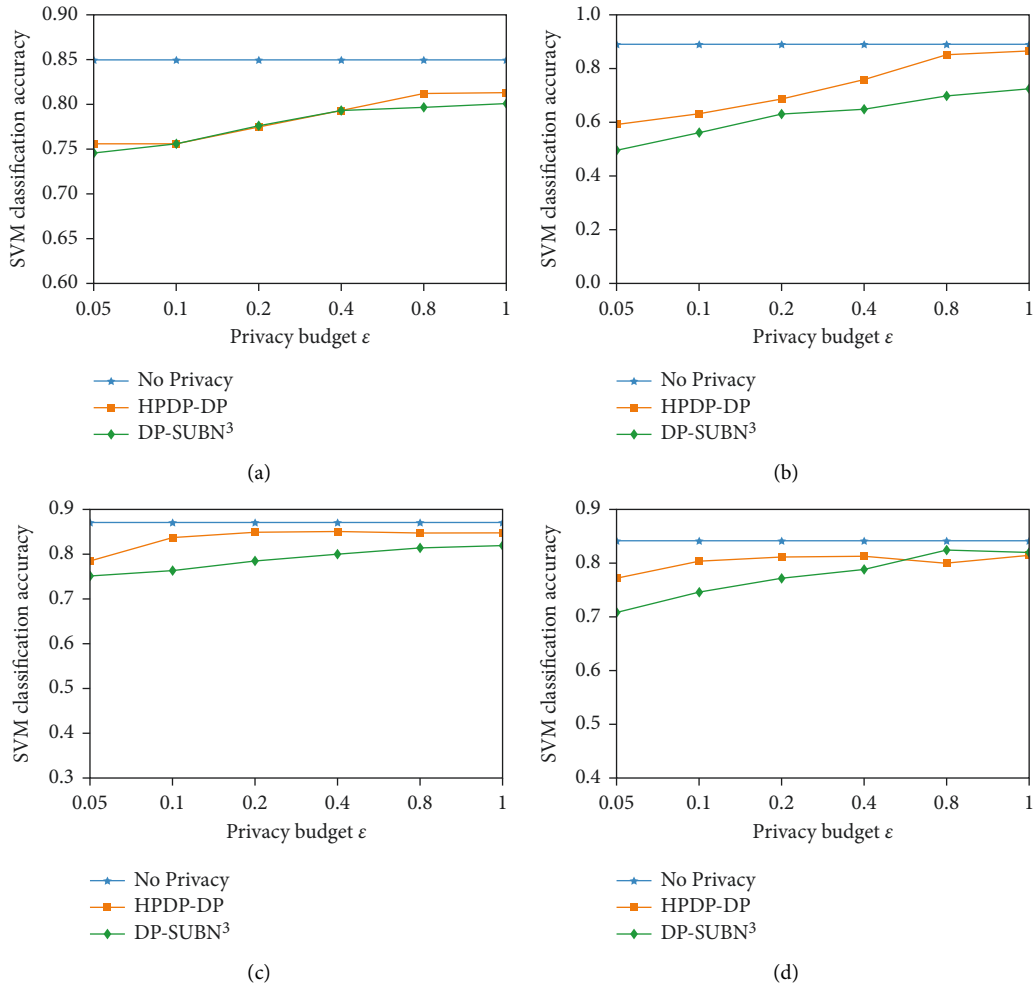 0.90
0.85
0.80
0.75
0.70
0.65
0.60
SVM classification accuracy
0.05 0.1 0.2 0.4 0.8 1
Privacy budget ε
No Privacy
HPDP-DP
DP-SUBN³
(a)
1.0
0.8
0.6
0.4
0.2
0.0
SVM classification accuracy
0.05 0.1 0.2 0.4 0.8 1
Privacy budget ε
No Privacy
HPDP-DP
DP-SUBN³
(b)
0.9
0.8
0.7
0.6
0.5
0.4
0.3
SVM classification accuracy
0.05 0.1 0.2 0.4 0.8 1
Privacy budget ε
No Privacy
HPDP-DP
DP-SUBN³
(c)
0.9
0.8
0.7
0.6
0.5
0.4
SVM classification accuracy
0.05 0.1 0.2 0.4 0.8 1
Privacy budget ε
No Privacy
HPDP-DP
DP-SUBN³
(d)